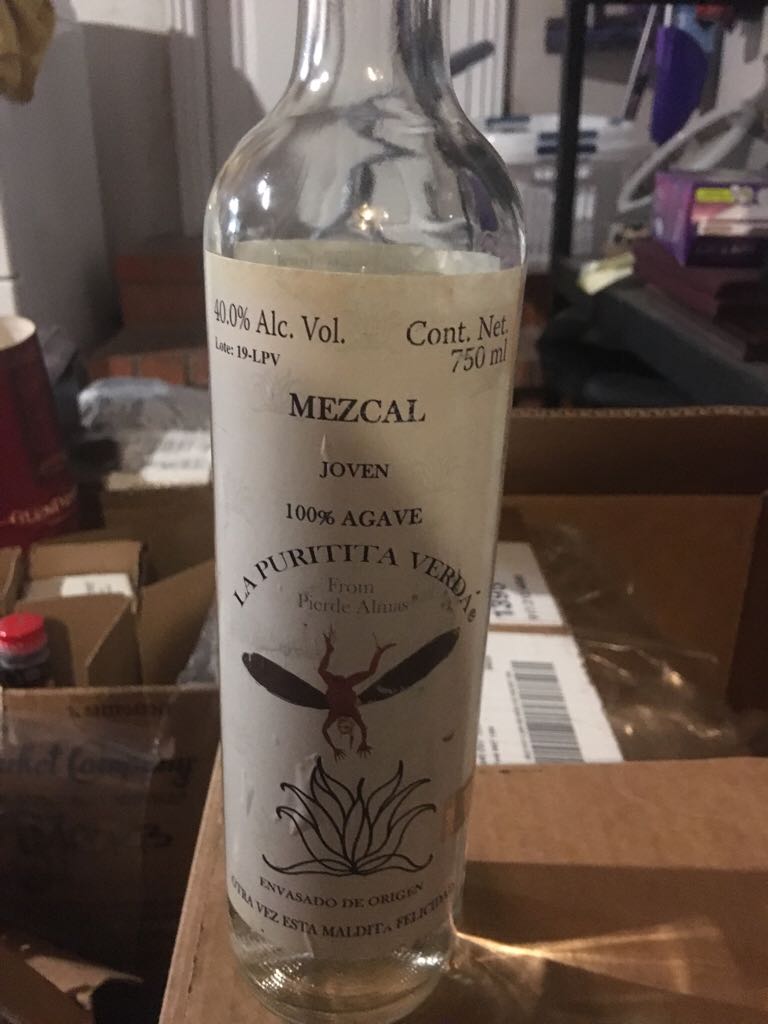 40.0% Alc. Vol.
Lote: 19-LPV
Cont. Net.
750 ml
MEZCAL
JOVEN
100% AGAVE
LA PURITITA VERDÁ®
From
Pierde Almas®
ENVASADO DE ORIGEN
OTRA VEZ ESTA MALDITA FELICIDAD